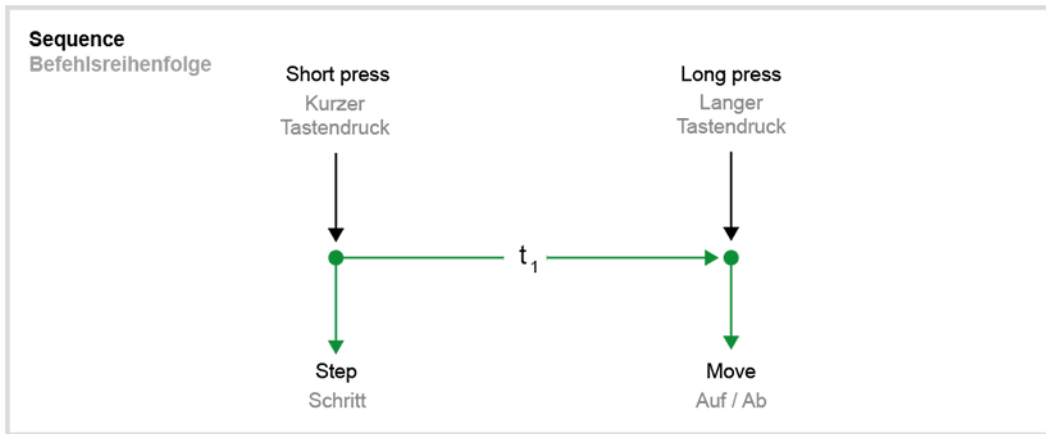 Sequence
Befehlsreihenfolge
Short press
Kurzer
Tastendruck
Long press
Langer
Tastendruck
t1
Step
Schritt
Move
Auf / Ab